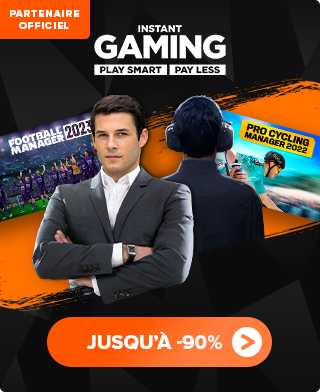 PARTENAIRE
OFFICIEL
INSTANT
GAMING
PLAY SMART PAY LESS
FOOTBALL
MANAGER 2023
PRO CYCLING
MANAGER 2022
JUSQU'À -90%